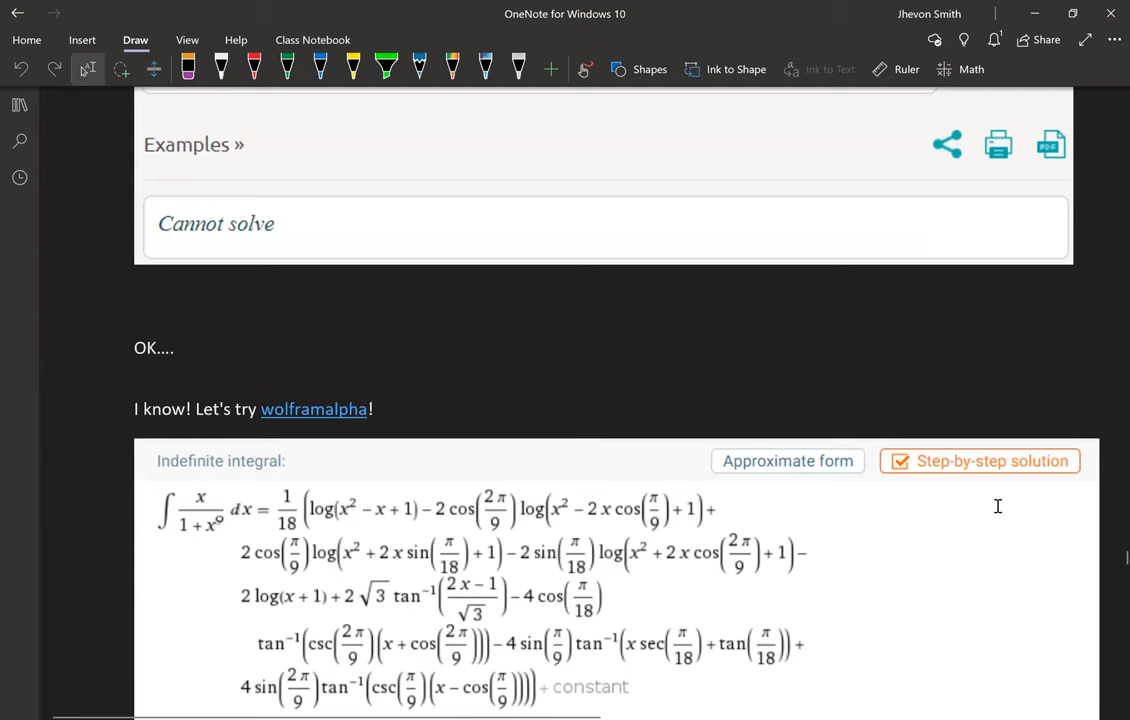 OneNote for Windows 10
Jhevon Smith
Home Insert Draw View Help Class Notebook
1 Share
Shapes Ink to Shape Ink to Text Ruler Math
Examples »
PDF
Cannot solve
OK....
I know! Let's try wolframalpha!
Indefinite integral: Approximate form Step-by-step solution
∫ x/(1 + x⁹) dx = 1/18 (log(x² − x + 1) − 2 cos(2π/9) log(x² − 2 x cos(π/9) + 1) +
2 cos(π/9) log(x² + 2 x sin(π/18) + 1) − 2 sin(π/18) log(x² + 2 x cos(2π/9) + 1) −
2 log(x + 1) + 2 √3 tan⁻¹((2 x − 1)/√3) − 4 cos(π/18)
tan⁻¹(csc(2π/9) (x + cos(2π/9))) − 4 sin(π/9) tan⁻¹(x sec(π/18) + tan(π/18)) +
4 sin(2π/9) tan⁻¹(csc(π/9) (x − cos(π/9)))) + constant